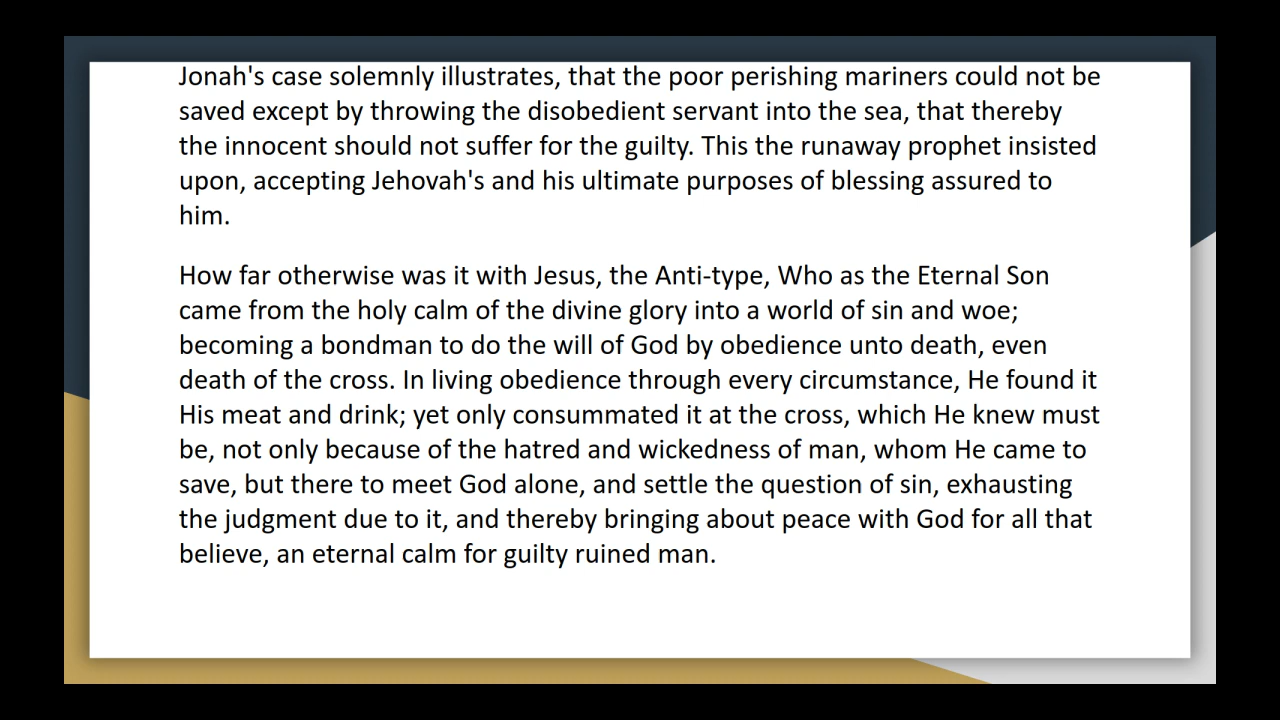 Jonah's case solemnly illustrates, that the poor perishing mariners could not be
saved except by throwing the disobedient servant into the sea, that thereby
the innocent should not suffer for the guilty. This the runaway prophet insisted
upon, accepting Jehovah's and his ultimate purposes of blessing assured to
him.
How far otherwise was it with Jesus, the Anti-type, Who as the Eternal Son
came from the holy calm of the divine glory into a world of sin and woe;
becoming a bondman to do the will of God by obedience unto death, even
death of the cross. In living obedience through every circumstance, He found it
His meat and drink; yet only consummated it at the cross, which He knew must
be, not only because of the hatred and wickedness of man, whom He came to
save, but there to meet God alone, and settle the question of sin, exhausting
the judgment due to it, and thereby bringing about peace with God for all that
believe, an eternal calm for guilty ruined man.